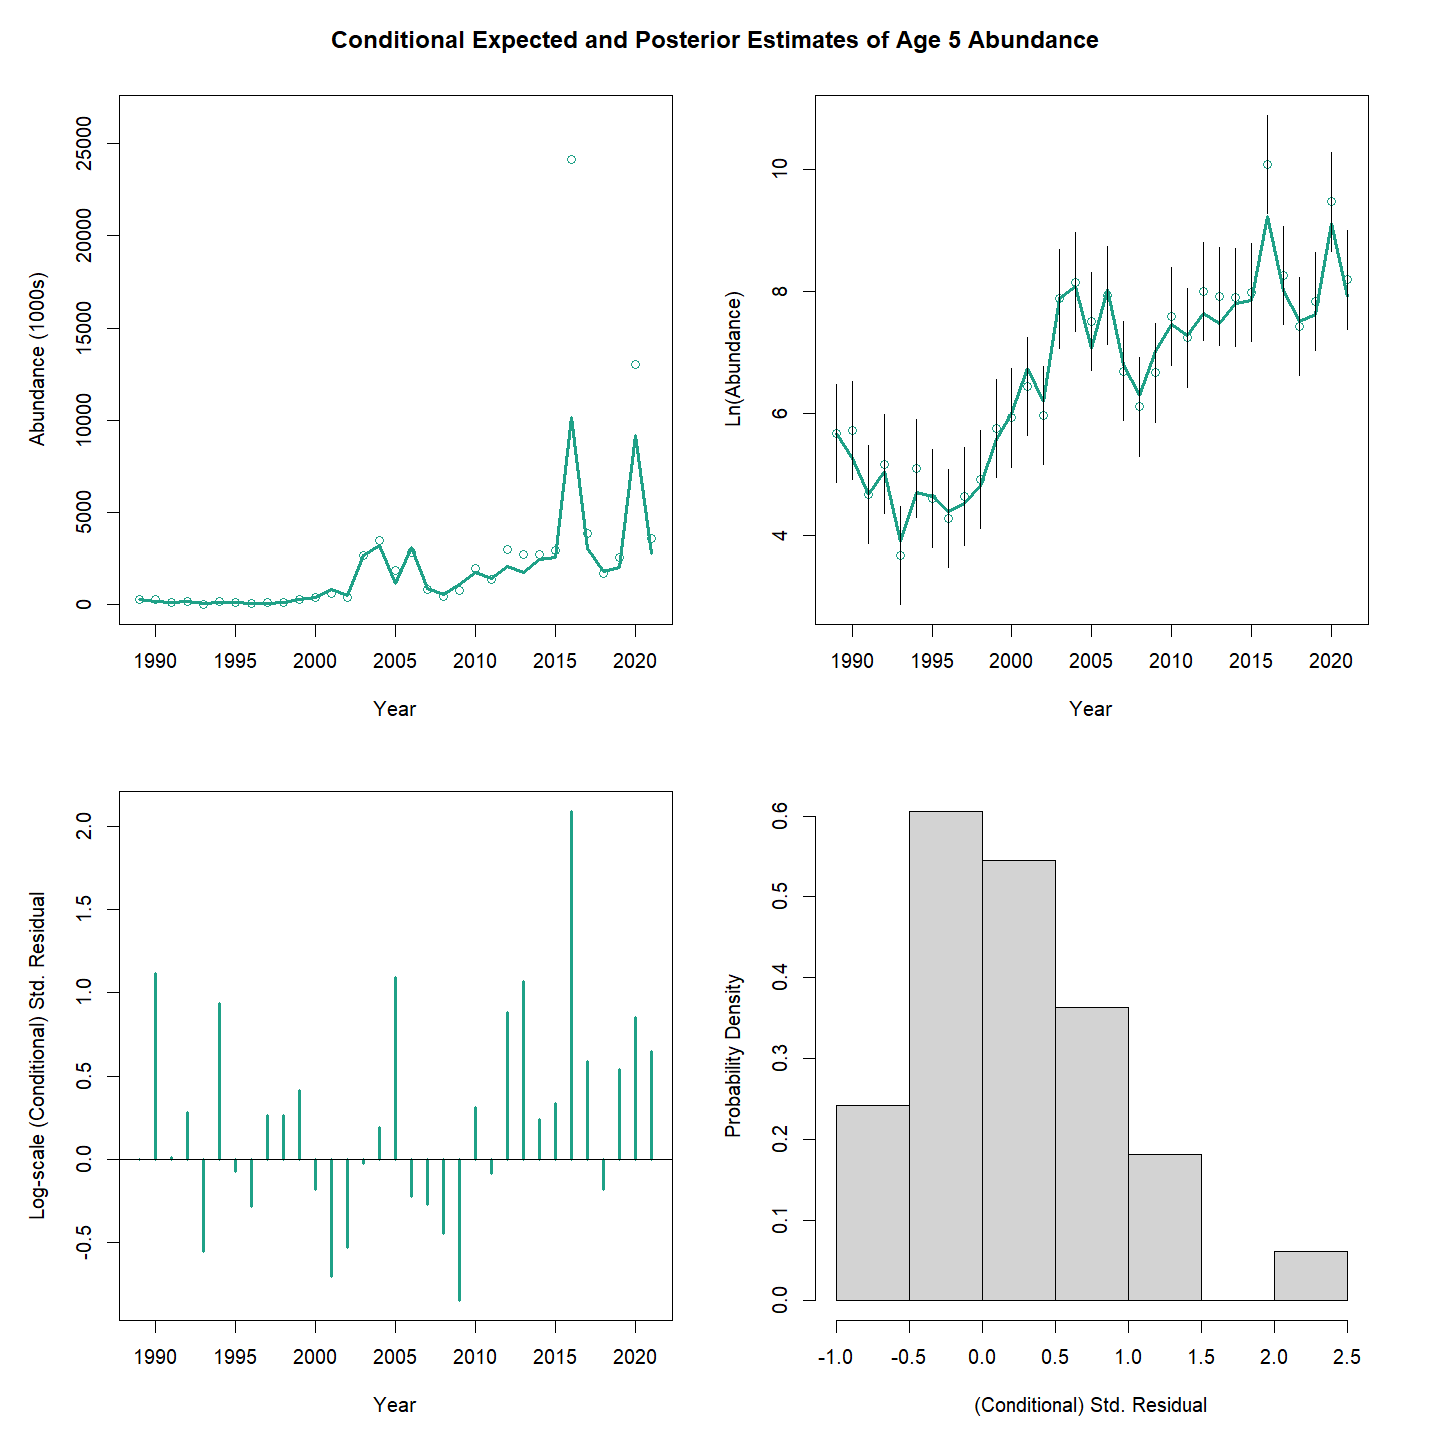 Conditional Expected and Posterior Estimates of Age 5 Abundance
Abundance (1000s)
25000
20000
15000
10000
5000
0
1990 1995 2000 2005 2010 2015 2020
Year
Ln(Abundance)
10
8
6
4
1990 1995 2000 2005 2010 2015 2020
Year
Log-scale (Conditional) Std. Residual
2.0
1.5
1.0
0.5
0.0
-0.5
1990 1995 2000 2005 2010 2015 2020
Year
Probability Density
0.6
0.5
0.4
0.3
0.2
0.1
0.0
-1.0 -0.5 0.0 0.5 1.0 1.5 2.0 2.5
(Conditional) Std. Residual